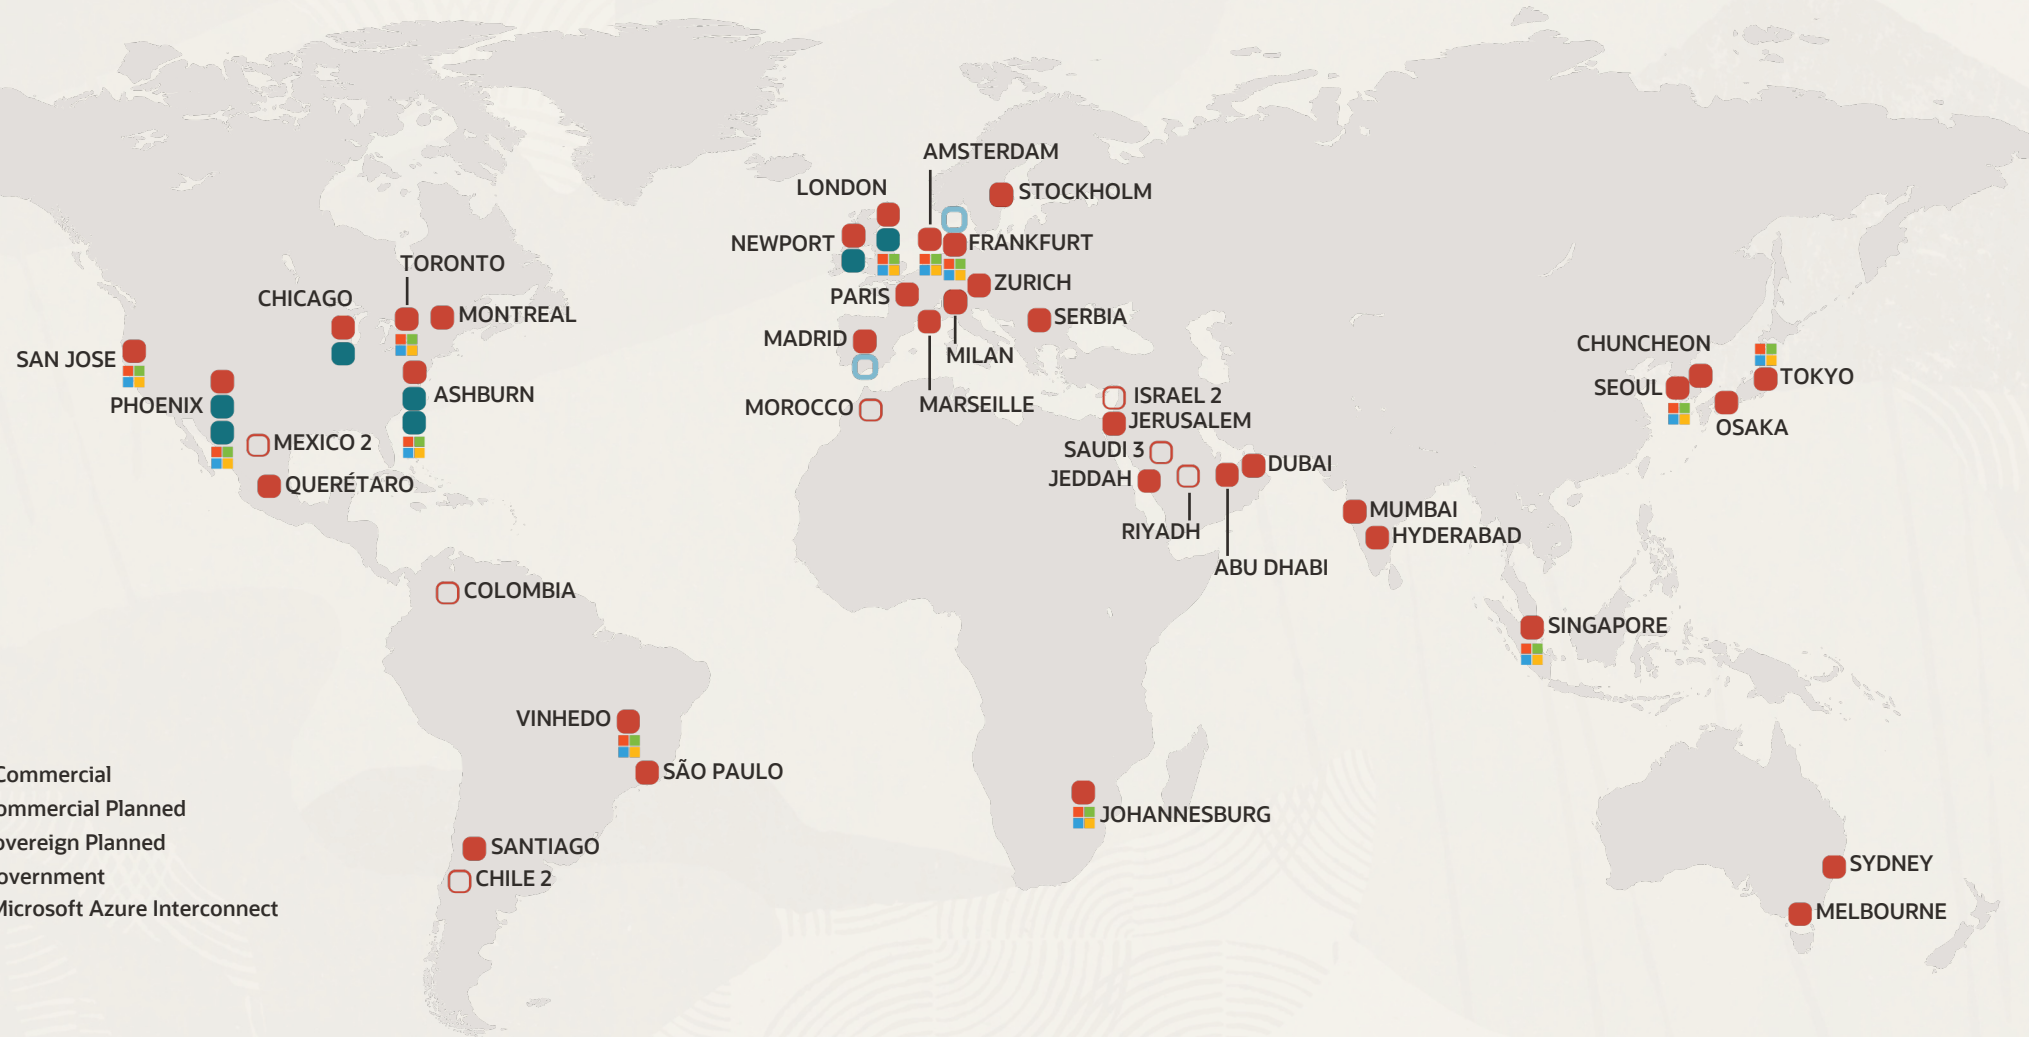 AMSTERDAM
LONDON
STOCKHOLM
NEWPORT
FRANKFURT
TORONTO
ZURICH
PARIS
CHICAGO
MONTREAL
SERBIA
MADRID
MILAN
CHUNCHEON
SAN JOSE
TOKYO
SEOUL
ASHBURN
ISRAEL 2
PHOENIX
MOROCCO
MARSEILLE
JERUSALEM
OSAKA
MEXICO 2
SAUDI 3
DUBAI
QUERÉTARO
JEDDAH
MUMBAI
RIYADH
HYDERABAD
ABU DHABI
COLOMBIA
SINGAPORE
VINHEDO
SÃO PAULO
Commercial
ommercial Planned
JOHANNESBURG
overeign Planned
SANTIAGO
SYDNEY
overnment
CHILE 2
Microsoft Azure Interconnect
MELBOURNE